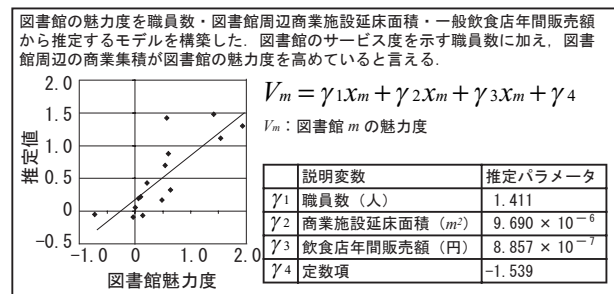 図書館の魅力度を職員数・図書館周辺商業施設延床面積・一般飲食店年間販売額
から推定するモデルを構築した．図書館のサービス度を示す職員数に加え，図書
館周辺の商業集積が図書館の魅力度を高めていると言える．
2.0
1.5
1.0
0.5
0
-0.5
推定値
-1.0 0 1.0 2.0
図書館魅力度
Vm = γ1xm + γ2xm + γ3xm + γ4
Vm：図書館 m の魅力度
説明変数 推定パラメータ
γ1 職員数（人） 1.411
γ2 商業施設延床面積（m²） 9.690 × 10⁻⁶
γ3 飲食店年間販売額（円） 8.857 × 10⁻⁷
γ4 定数項 -1.539